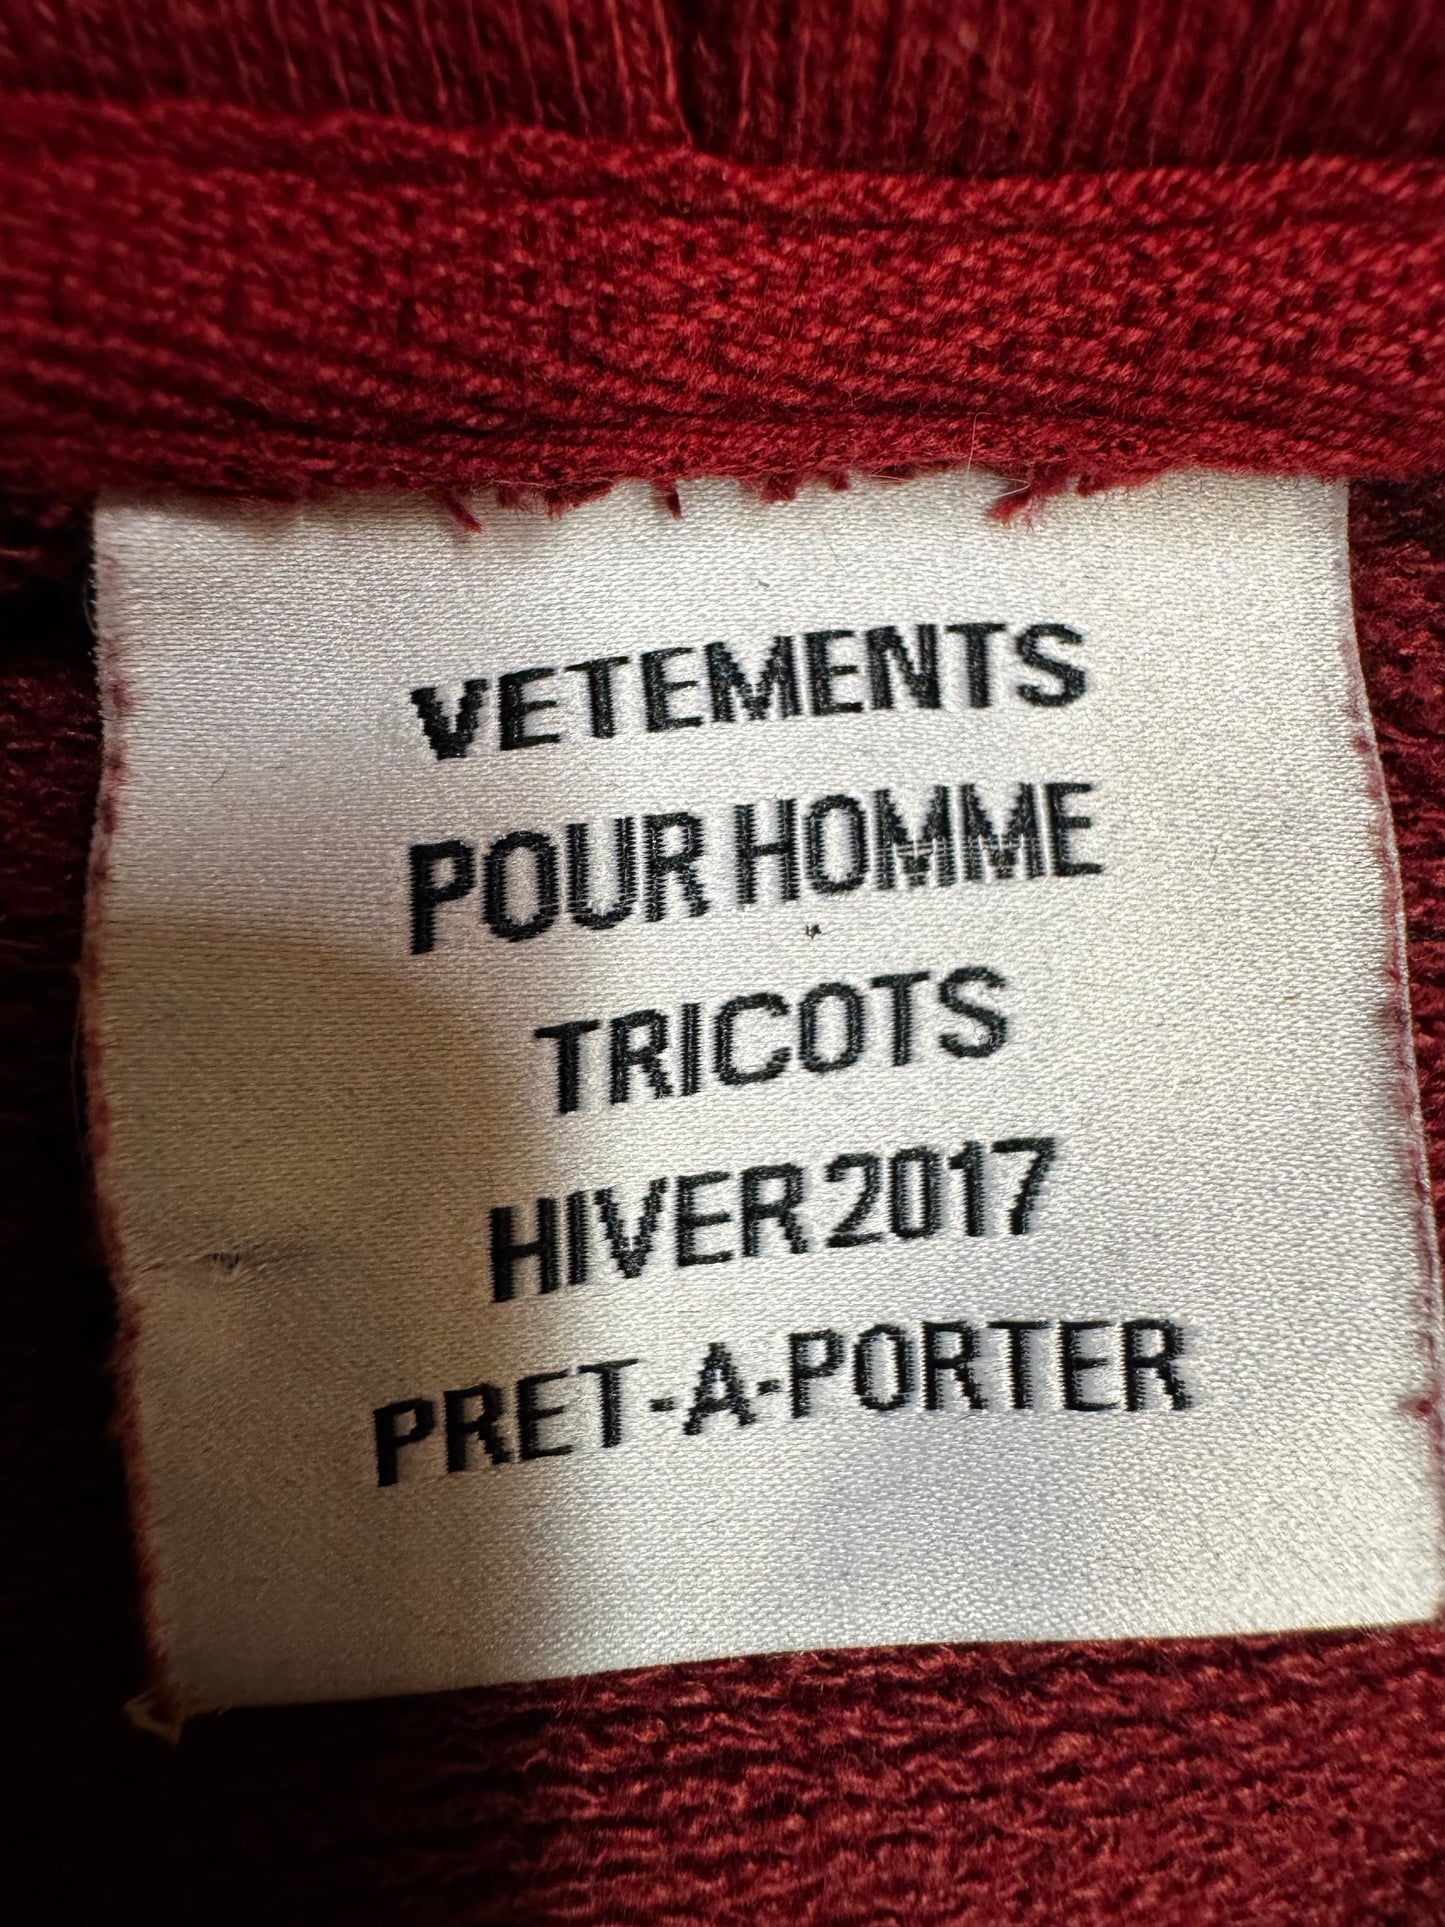 VETEMENTS
POUR HOMME
TRICOTS
HIVER 2017
PRET-A-PORTER